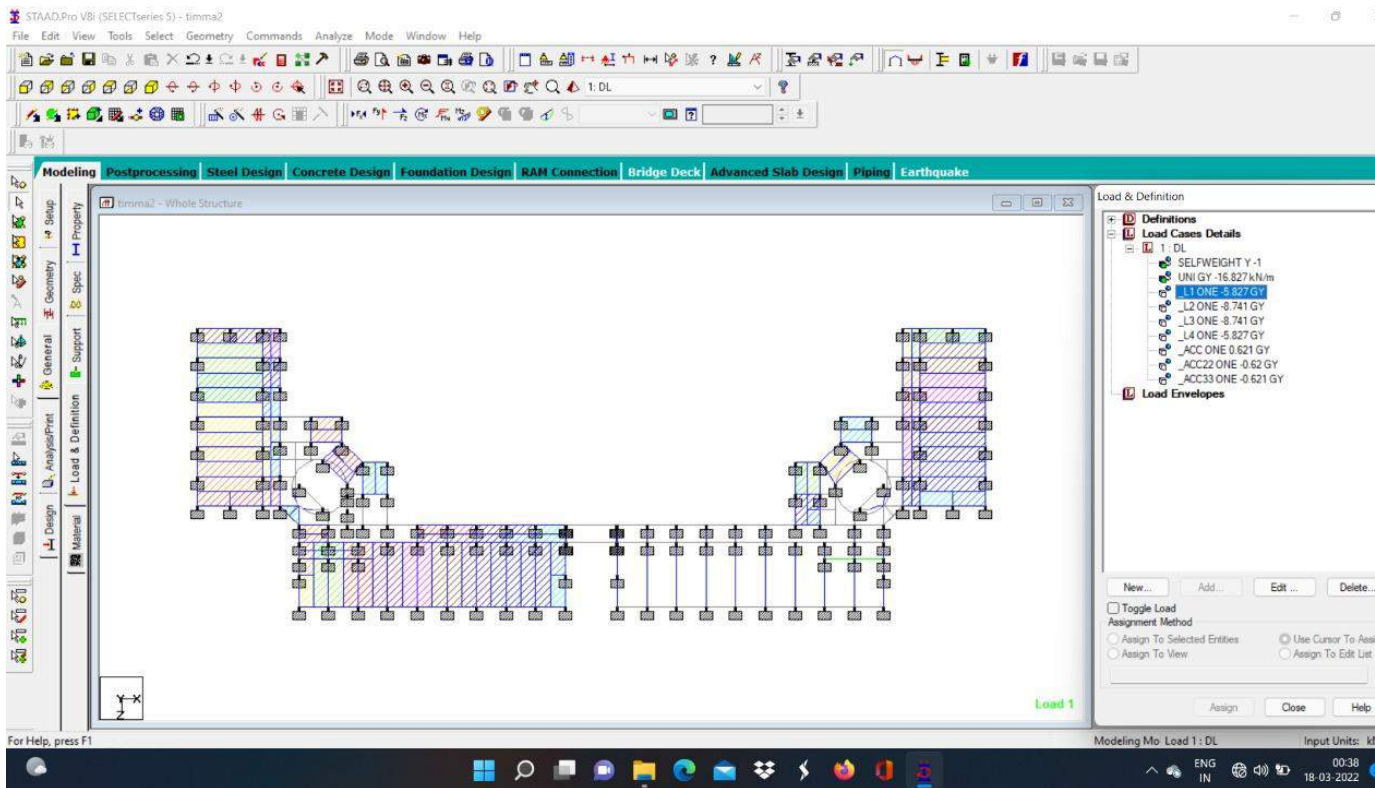 STAAD.Pro V8i (SELECTseries 5) - timma2
File Edit View Tools Select Geometry Commands Analyze Mode Window Help
1: DL
Modeling Postprocessing Steel Design Concrete Design Foundation Design RAM Connection Bridge Deck Advanced Slab Design Piping Earthquake
Setup
Geometry
General
Analysis/Print
Design
Property
Spec
Support
Load & Definition
Material
timma2 - Whole Structure
Y X
Z
Load 1
Load & Definition
Definitions
Load Cases Details
1 : DL
SELFWEIGHT Y -1
UNI GY -16.827 kN/m
_L1 ONE -5.827 GY
_L2 ONE -8.741 GY
_L3 ONE -8.741 GY
_L4 ONE -5.827 GY
_ACC ONE 0.621 GY
_ACC22 ONE -0.62 GY
_ACC33 ONE -0.621 GY
Load Envelopes
New... Add... Edit ... Delete...
Toggle Load
Assignment Method
Assign To Selected Entities Use Cursor To Assi
Assign To View Assign To Edit List
Assign Close Help
For Help, press F1
Modeling Mo Load 1 : DL Input Units:
ENG
IN
00:38
18-03-2022